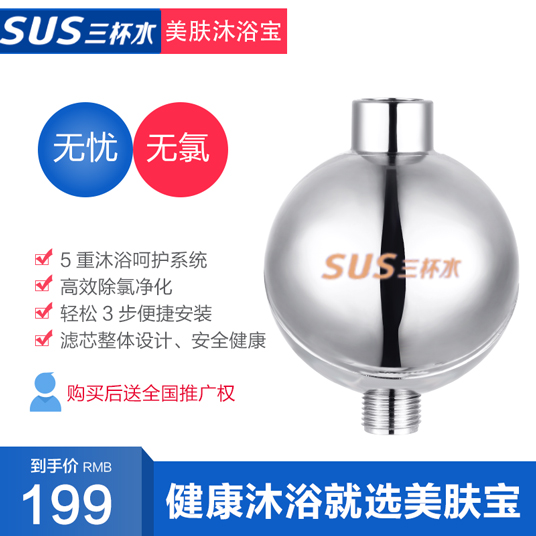 SUS三杯水 美肤沐浴宝
无忧 无氯
5重沐浴呵护系统
高效除氯净化
轻松3步便捷安装
滤芯整体设计、安全健康
购买后送全国推广权
SUS三杯水
到手价 RMB
199
健康沐浴就选美肤宝